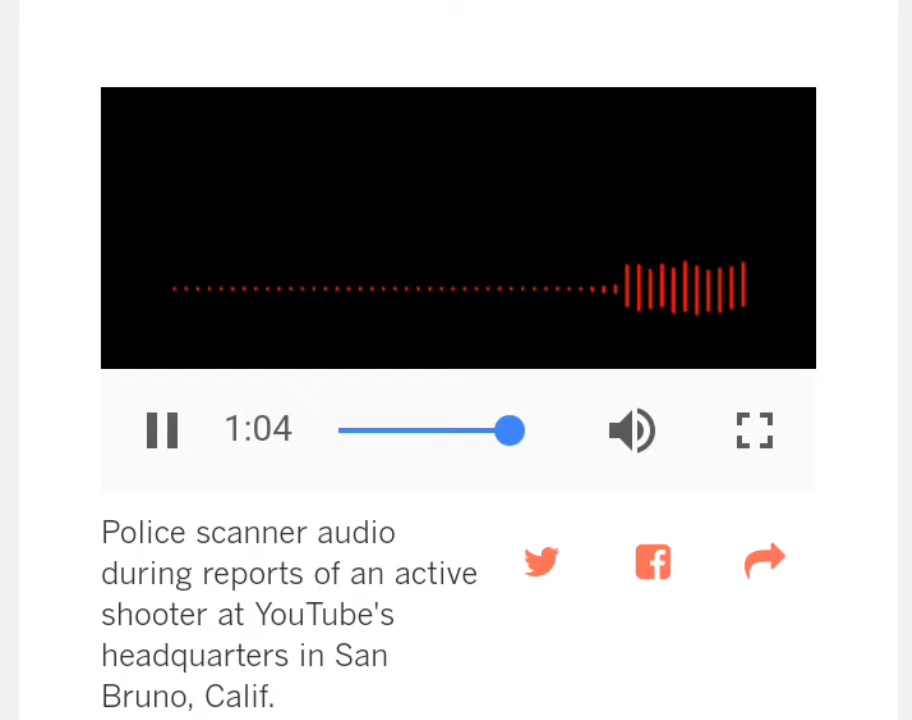 1:04
Police scanner audio
during reports of an active
shooter at YouTube's
headquarters in San
Bruno, Calif.